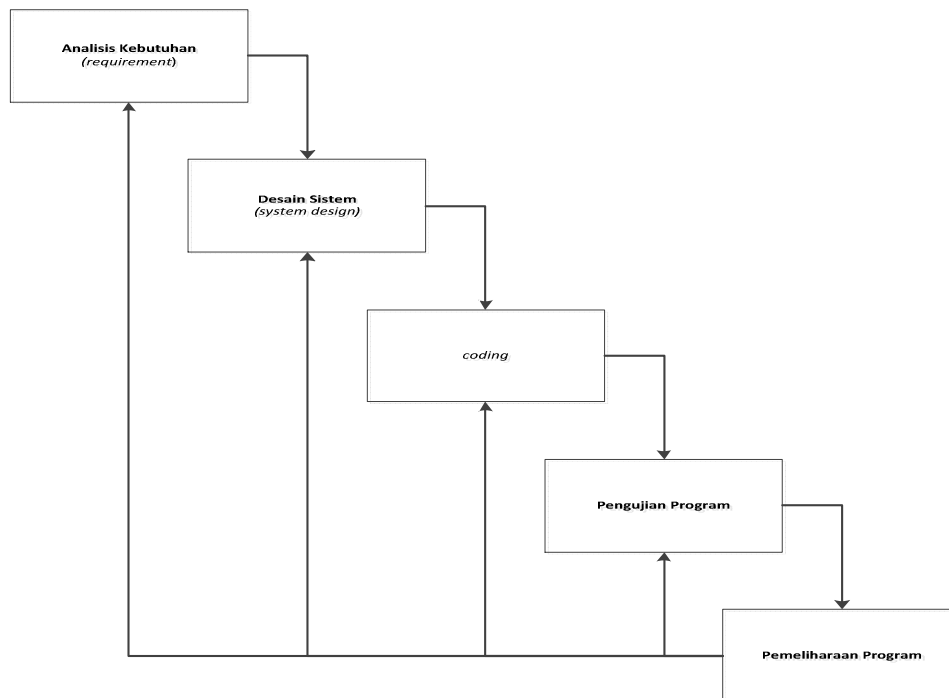 Analisis Kebutuhan
(requirement)
Desain Sistem
(system design)
coding
Pengujian Program
Pemeliharaan Program